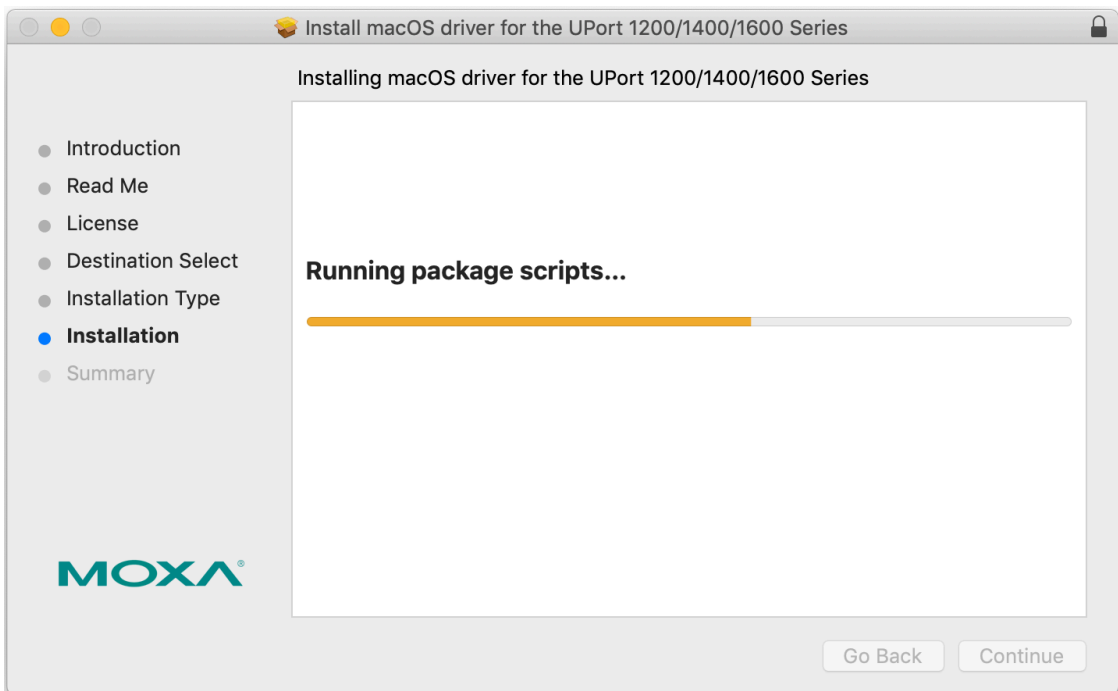 Install macOS driver for the UPort 1200/1400/1600 Series
Installing macOS driver for the UPort 1200/1400/1600 Series
Introduction
Read Me
License
Destination Select
Installation Type
Installation
Summary
Running package scripts...
MOXA®
Go Back
Continue